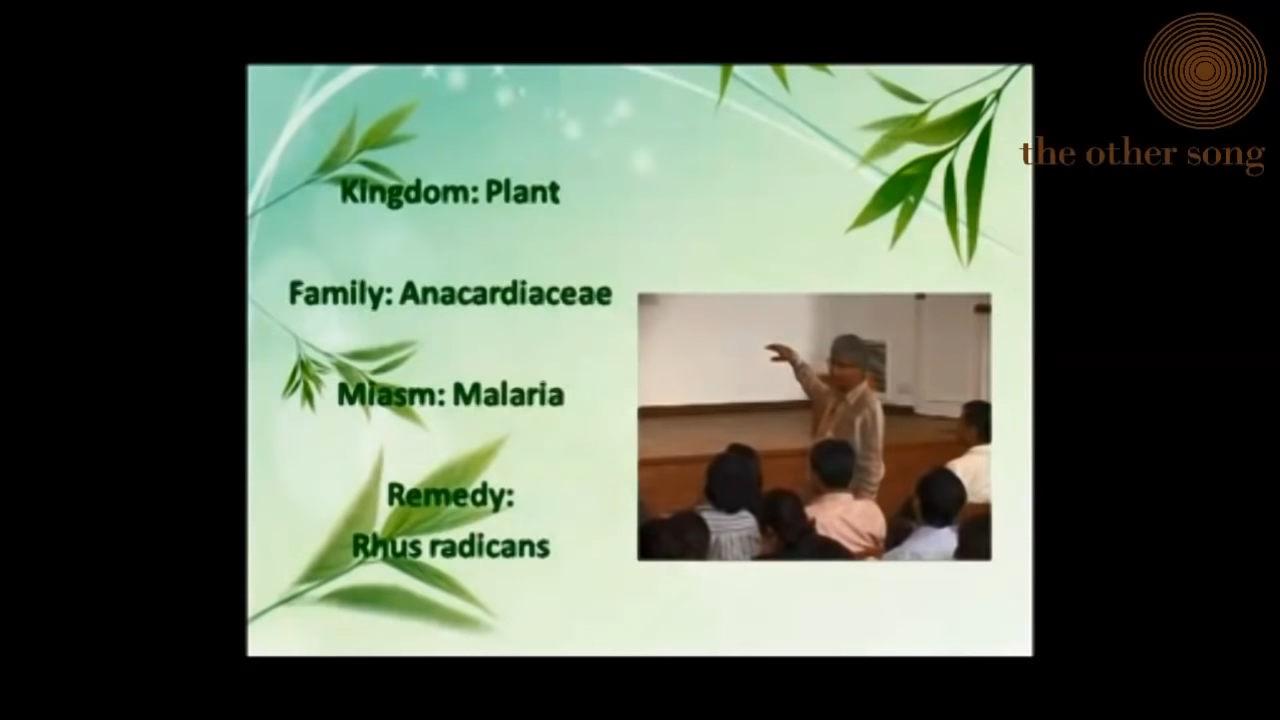 the other song
Kingdom: Plant
Family: Anacardiaceae
Miasm: Malaria
Remedy:
Rhus radicans